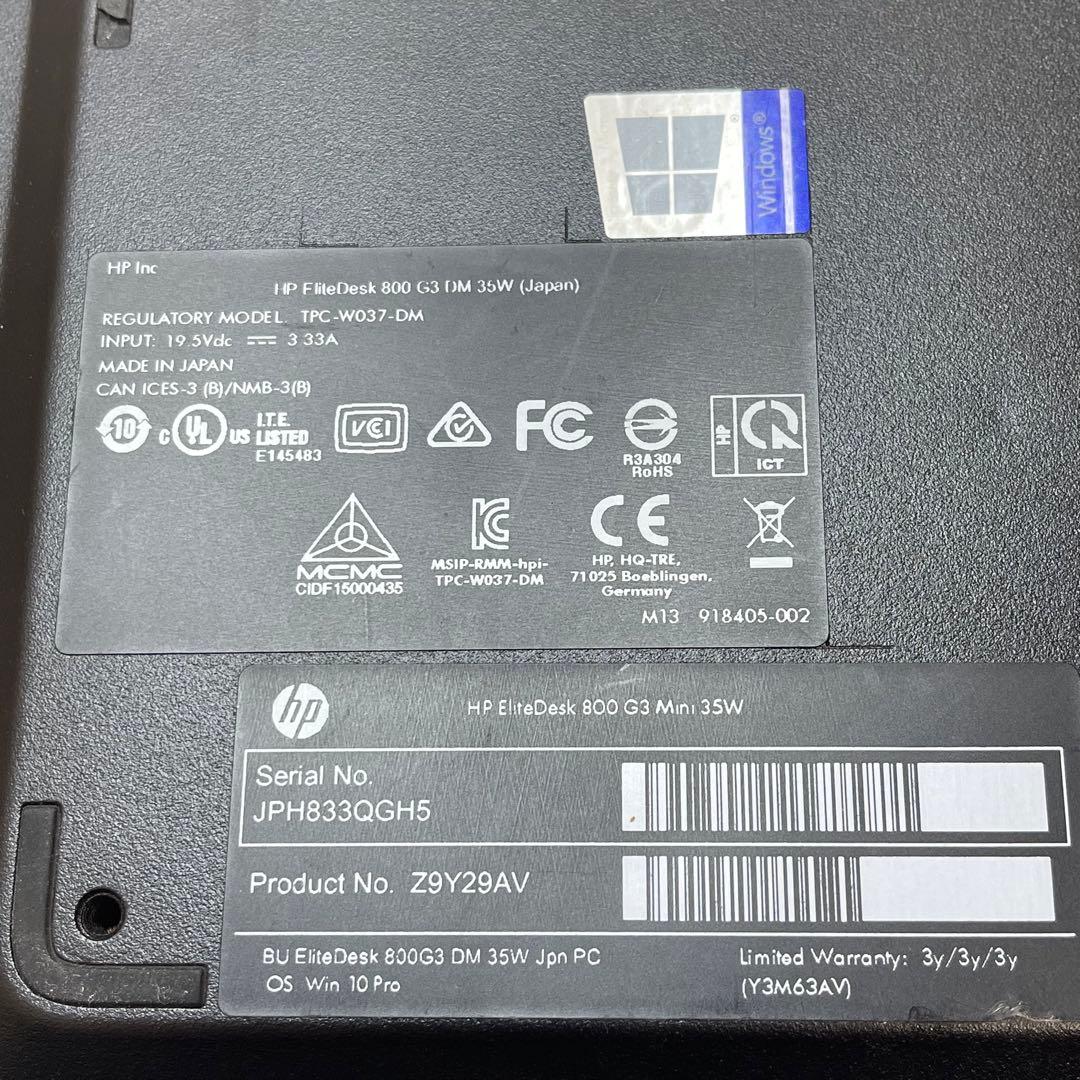 Windows®
HP Inc
HP EliteDesk 800 G3 DM 35W (Japan)
REGULATORY MODEL TPC-W037-DM
INPUT: 19.5Vdc 3.33A
MADE IN JAPAN
CAN ICES-3 (B)/NMB-3(B)
10
C UL US
I.T.E.
LISTED
E145483
VCI
FC
R3A304
RoHS
HP
ICT
MCMC
CIDF15000435
MSIP-RMM-hpi-
TPC-W037-DM
CE
HP, HQ-TRE,
71025 Boeblingen,
Germany
M13 918405-002
hp
HP EliteDesk 800 G3 Mini 35W
Serial No.
JPH833QGH5
Product No. Z9Y29AV
BU EliteDesk 800G3 DM 35W Jpn PC
OS Win 10 Pro
Limited Warranty: 3y/3y/3y
(Y3M63AV)